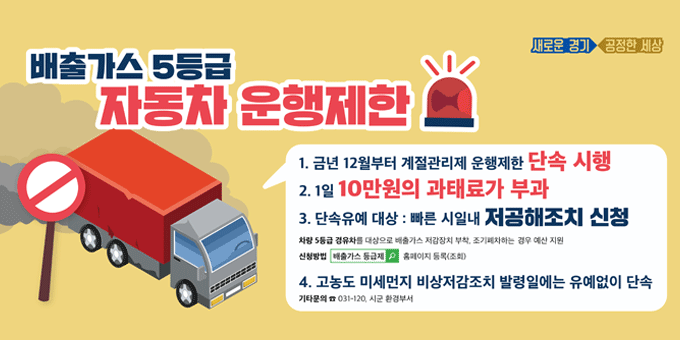 새로운 경기 공정한 세상
배출가스 5등급
자동차 운행제한
1. 금년 12월부터 계절관리제 운행제한 단속 시행
2. 1일 10만원의 과태료가 부과
3. 단속유예 대상 : 빠른 시일내 저공해조치 신청
차량 5등급 경유차를 대상으로 배출가스 저감장치 부착, 조기폐차하는 경우 예산 지원
신청방법 배출가스 등급제 홈페이지 등록(조회)
4. 고농도 미세먼지 비상저감조치 발령일에는 유예없이 단속
기타문의 ☎ 031-120, 시군 환경부서